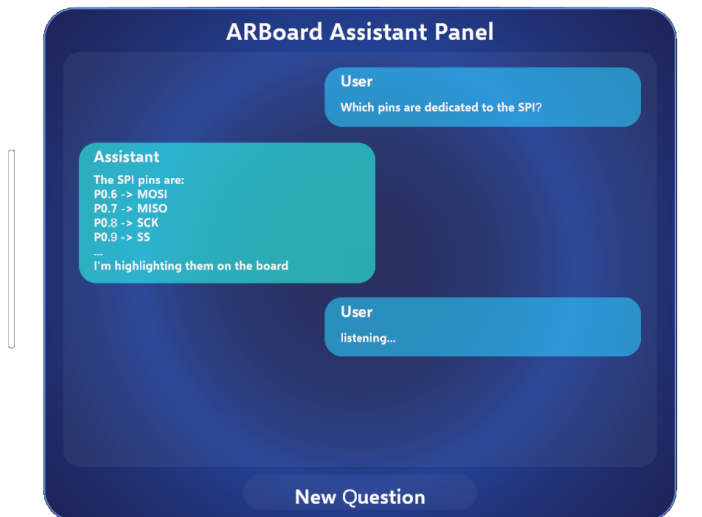 ARBoard Assistant Panel
User
Which pins are dedicated to the SPI?
Assistant
The SPI pins are:
P0.6 -> MOSI
P0.7 -> MISO
P0.8 -> SCK
P0.9 -> SS
...
I'm highlighting them on the board
User
listening...
New Question